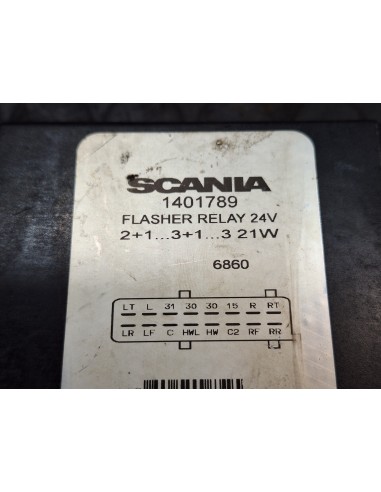 SCANIA
1401789
FLASHER RELAY 24V
2+1...3+1...3 21W
6860
LT L 31 30 30 15 R RT
LR LF C HWL HW C2 RF RR